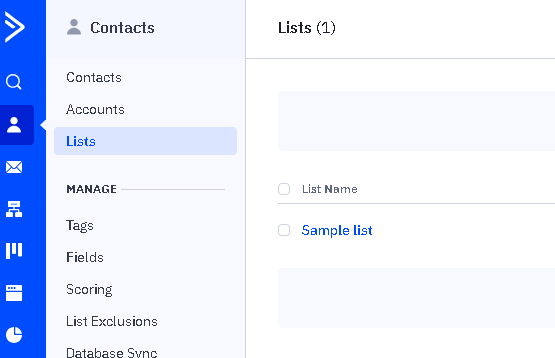 Contacts
Contacts
Accounts
Lists
MANAGE
Tags
Fields
Scoring
List Exclusions
Database Sync
Lists (1)
List Name
Sample list